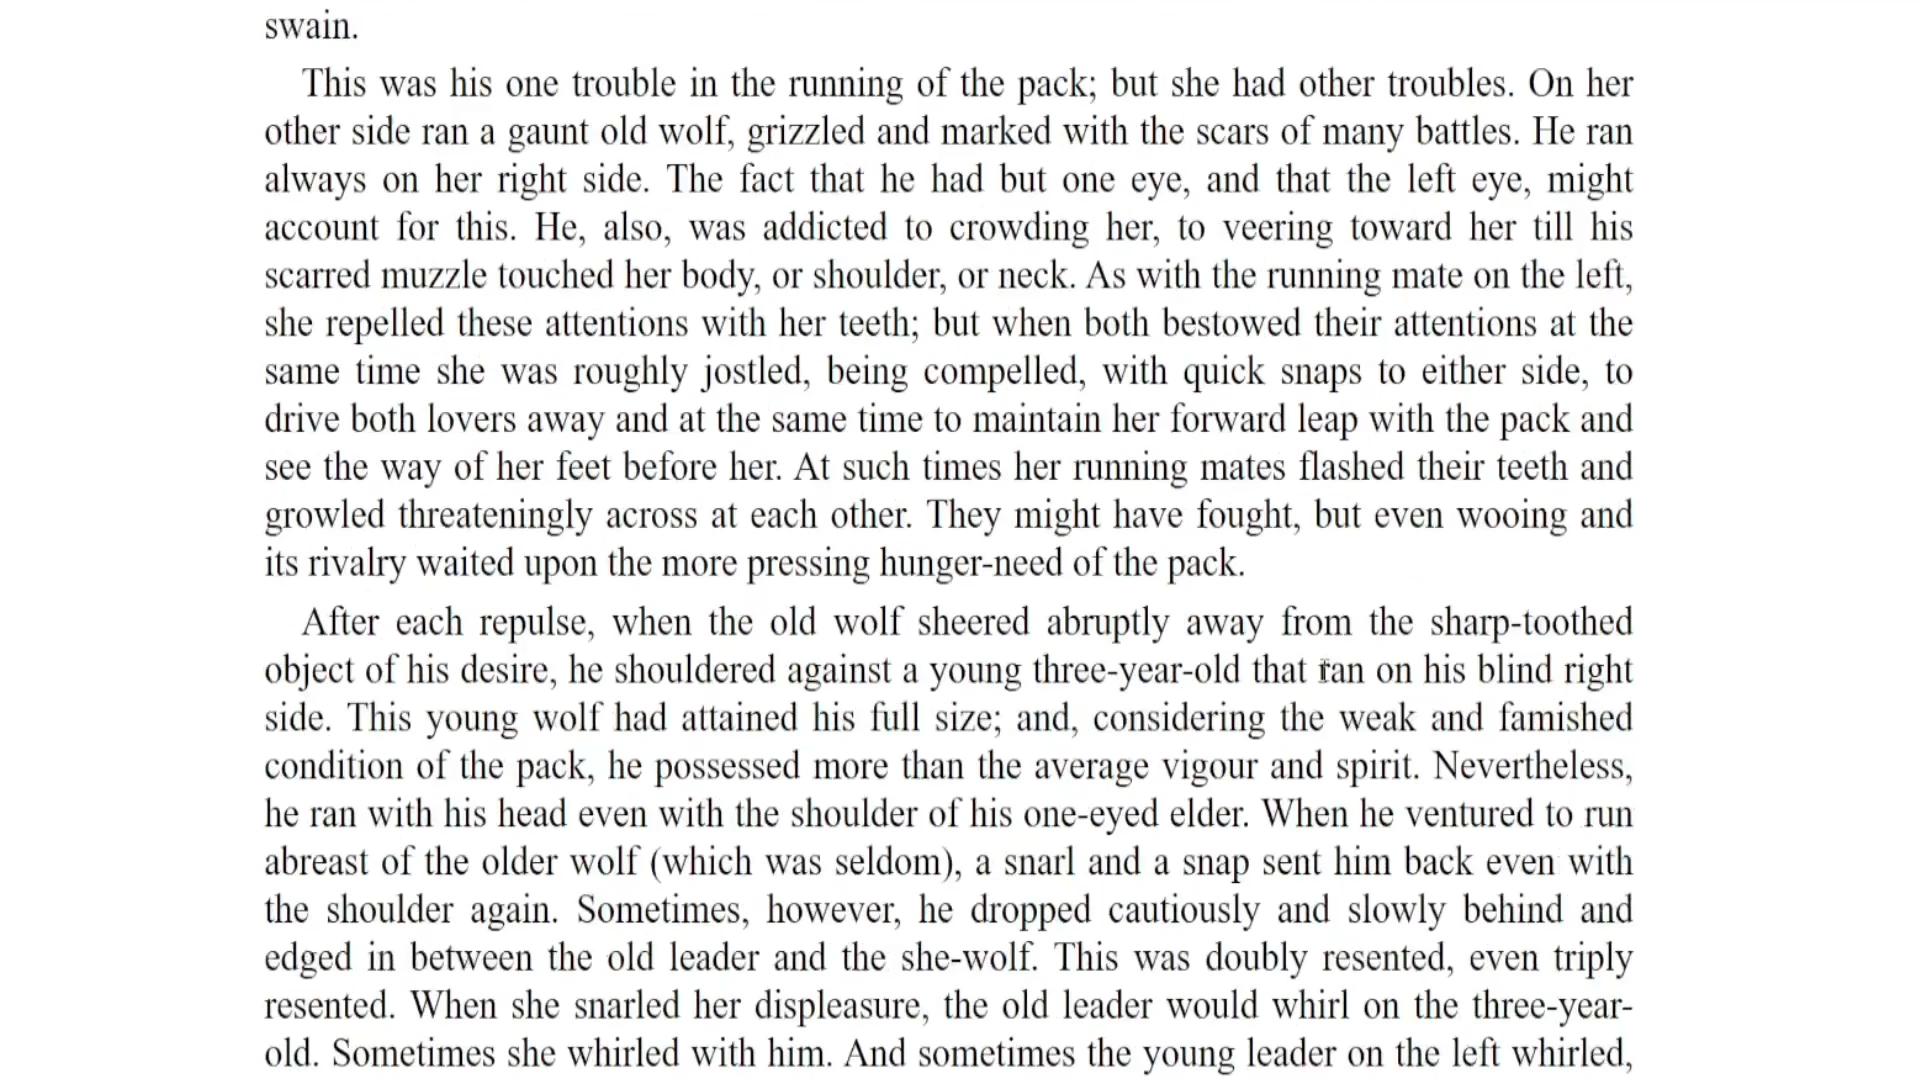 swain.
This was his one trouble in the running of the pack; but she had other troubles. On her
other side ran a gaunt old wolf, grizzled and marked with the scars of many battles. He ran
always on her right side. The fact that he had but one eye, and that the left eye, might
account for this. He, also, was addicted to crowding her, to veering toward her till his
scarred muzzle touched her body, or shoulder, or neck. As with the running mate on the left,
she repelled these attentions with her teeth; but when both bestowed their attentions at the
same time she was roughly jostled, being compelled, with quick snaps to either side, to
drive both lovers away and at the same time to maintain her forward leap with the pack and
see the way of her feet before her. At such times her running mates flashed their teeth and
growled threateningly across at each other. They might have fought, but even wooing and
its rivalry waited upon the more pressing hunger-need of the pack.
After each repulse, when the old wolf sheered abruptly away from the sharp-toothed
object of his desire, he shouldered against a young three-year-old that ran on his blind right
side. This young wolf had attained his full size; and, considering the weak and famished
condition of the pack, he possessed more than the average vigour and spirit. Nevertheless,
he ran with his head even with the shoulder of his one-eyed elder. When he ventured to run
abreast of the older wolf (which was seldom), a snarl and a snap sent him back even with
the shoulder again. Sometimes, however, he dropped cautiously and slowly behind and
edged in between the old leader and the she-wolf. This was doubly resented, even triply
resented. When she snarled her displeasure, the old leader would whirl on the three-year-
old. Sometimes she whirled with him. And sometimes the young leader on the left whirled,